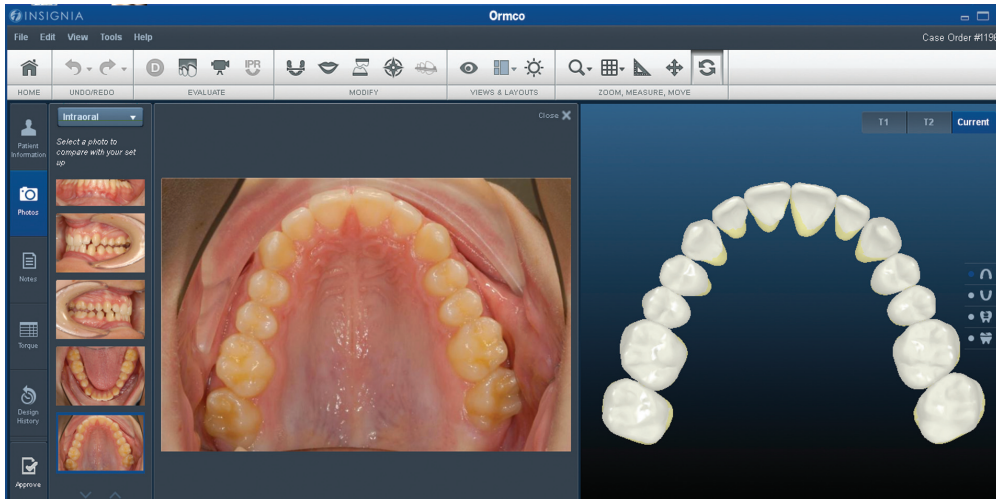 INSIGNIA
Ormco
File Edit View Tools Help
Case Order #1196
D
IPR
HOME
UNDO/REDO
EVALUATE
MODIFY
VIEWS & LAYOUTS
ZOOM, MEASURE, MOVE
Patient
Information
Photos
Notes
Torque
Design
History
Approve
Intraoral
Select a photo to
compare with your set
up
Close X
T1 T2 Current